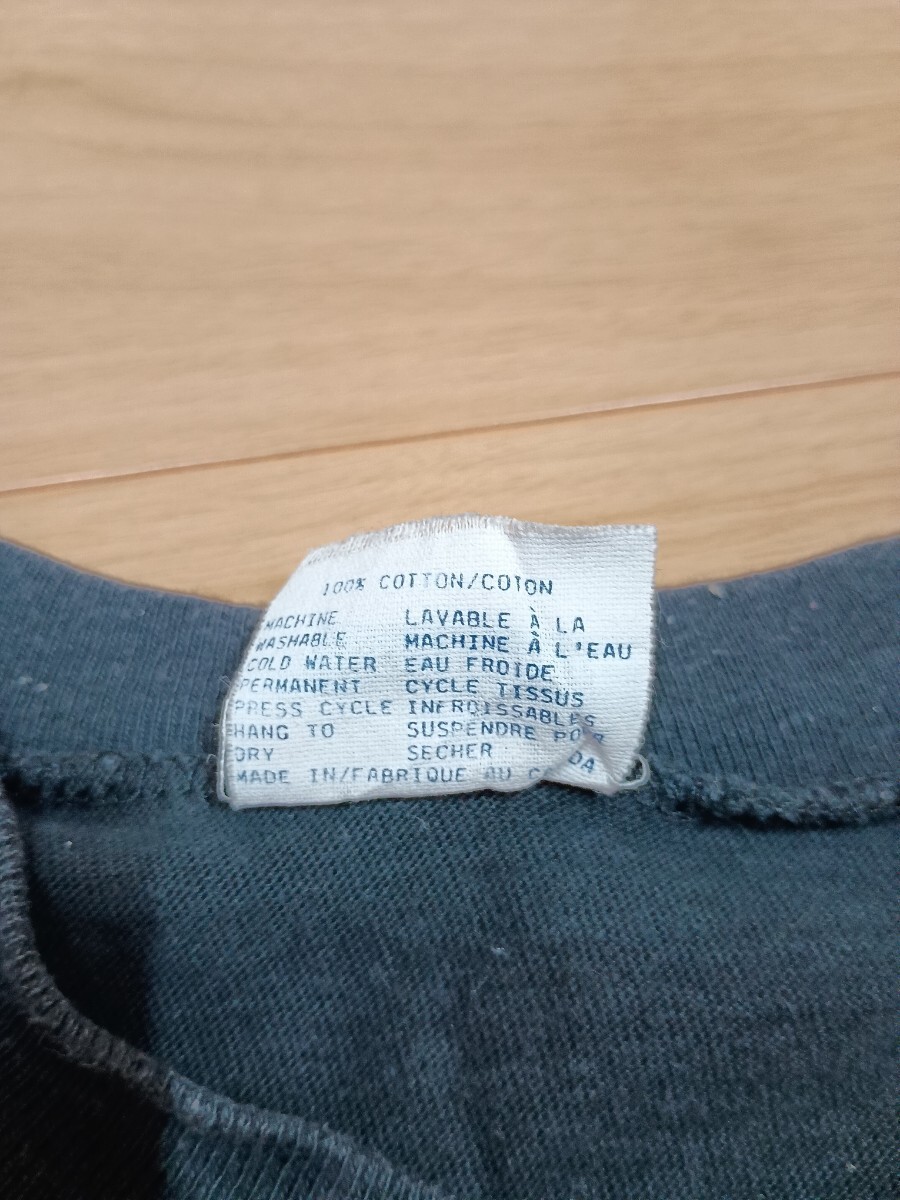 100% COTTON/COTON
MACHINE LAVABLE À LA
WASHABLE MACHINE À L'EAU
COLD WATER EAU FROIDE
PERMANENT CYCLE TISSUS
PRESS CYCLE INFROISSABLES
HANG TO SUSPENDRE POUR
DRY SECHER
MADE IN/FABRIQUE AU C DA